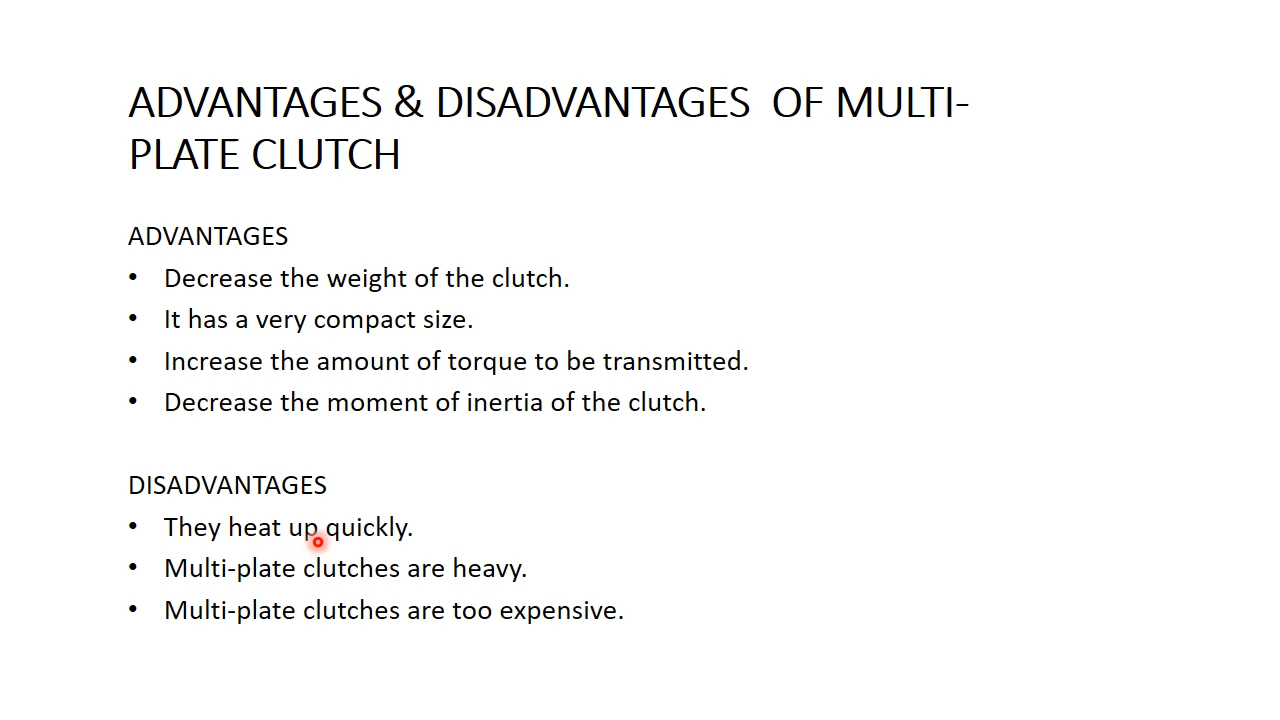 ADVANTAGES & DISADVANTAGES OF MULTI-
PLATE CLUTCH
ADVANTAGES
• Decrease the weight of the clutch.
• It has a very compact size.
• Increase the amount of torque to be transmitted.
• Decrease the moment of inertia of the clutch.
DISADVANTAGES
• They heat up quickly.
• Multi-plate clutches are heavy.
• Multi-plate clutches are too expensive.